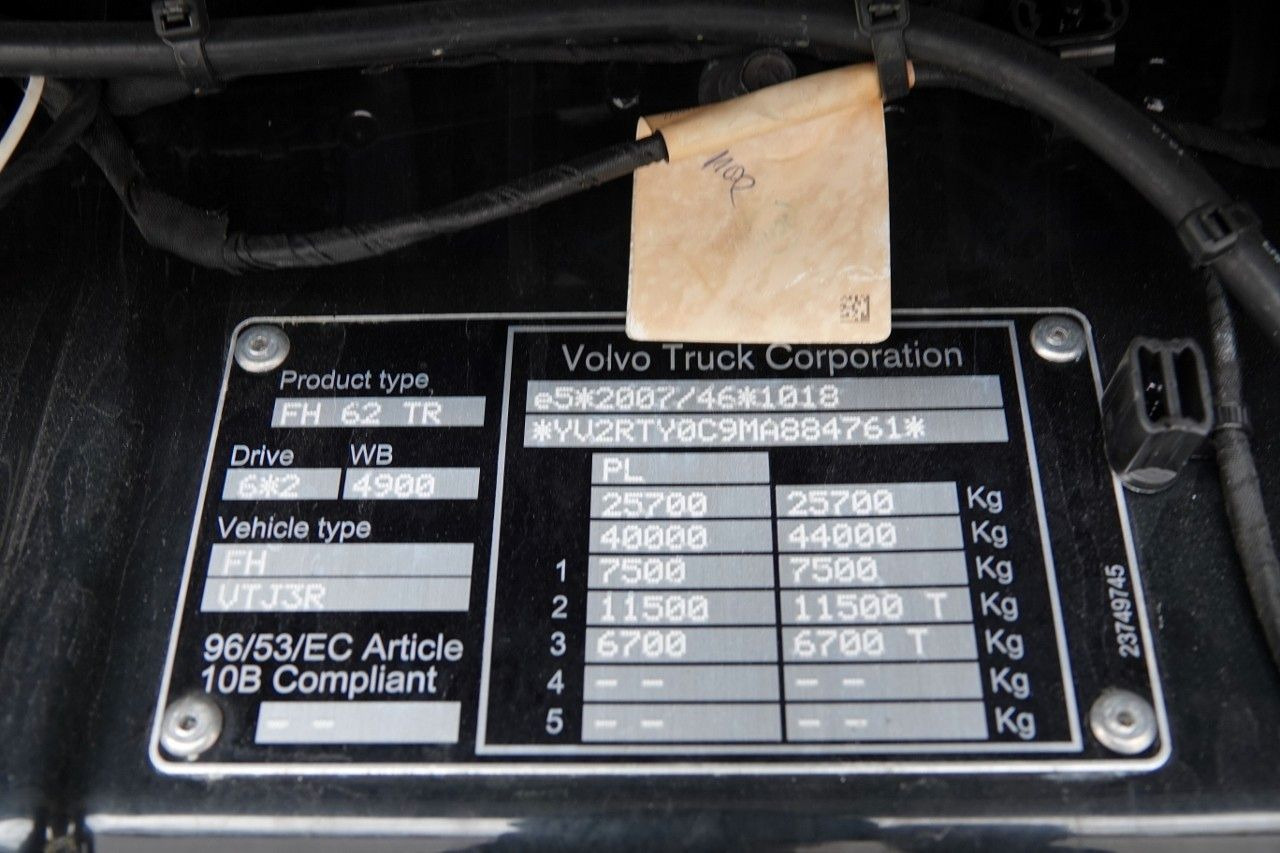 Volvo Truck Corporation
Product type
FH 62 TR
Drive WB
6*2 4900
Vehicle type
FH
VTJ3R
96/53/EC Article
10B Compliant
-- --
e5*2007/46*1018
*YV2RTY0C9MA884761*
PL
25700 25700 Kg
40000 44000 Kg
1 7500 7500 Kg
2 11500 11500 T Kg
3 6700 6700 T Kg
4 -- -- -- -- Kg
5 -- -- -- -- Kg
23749745